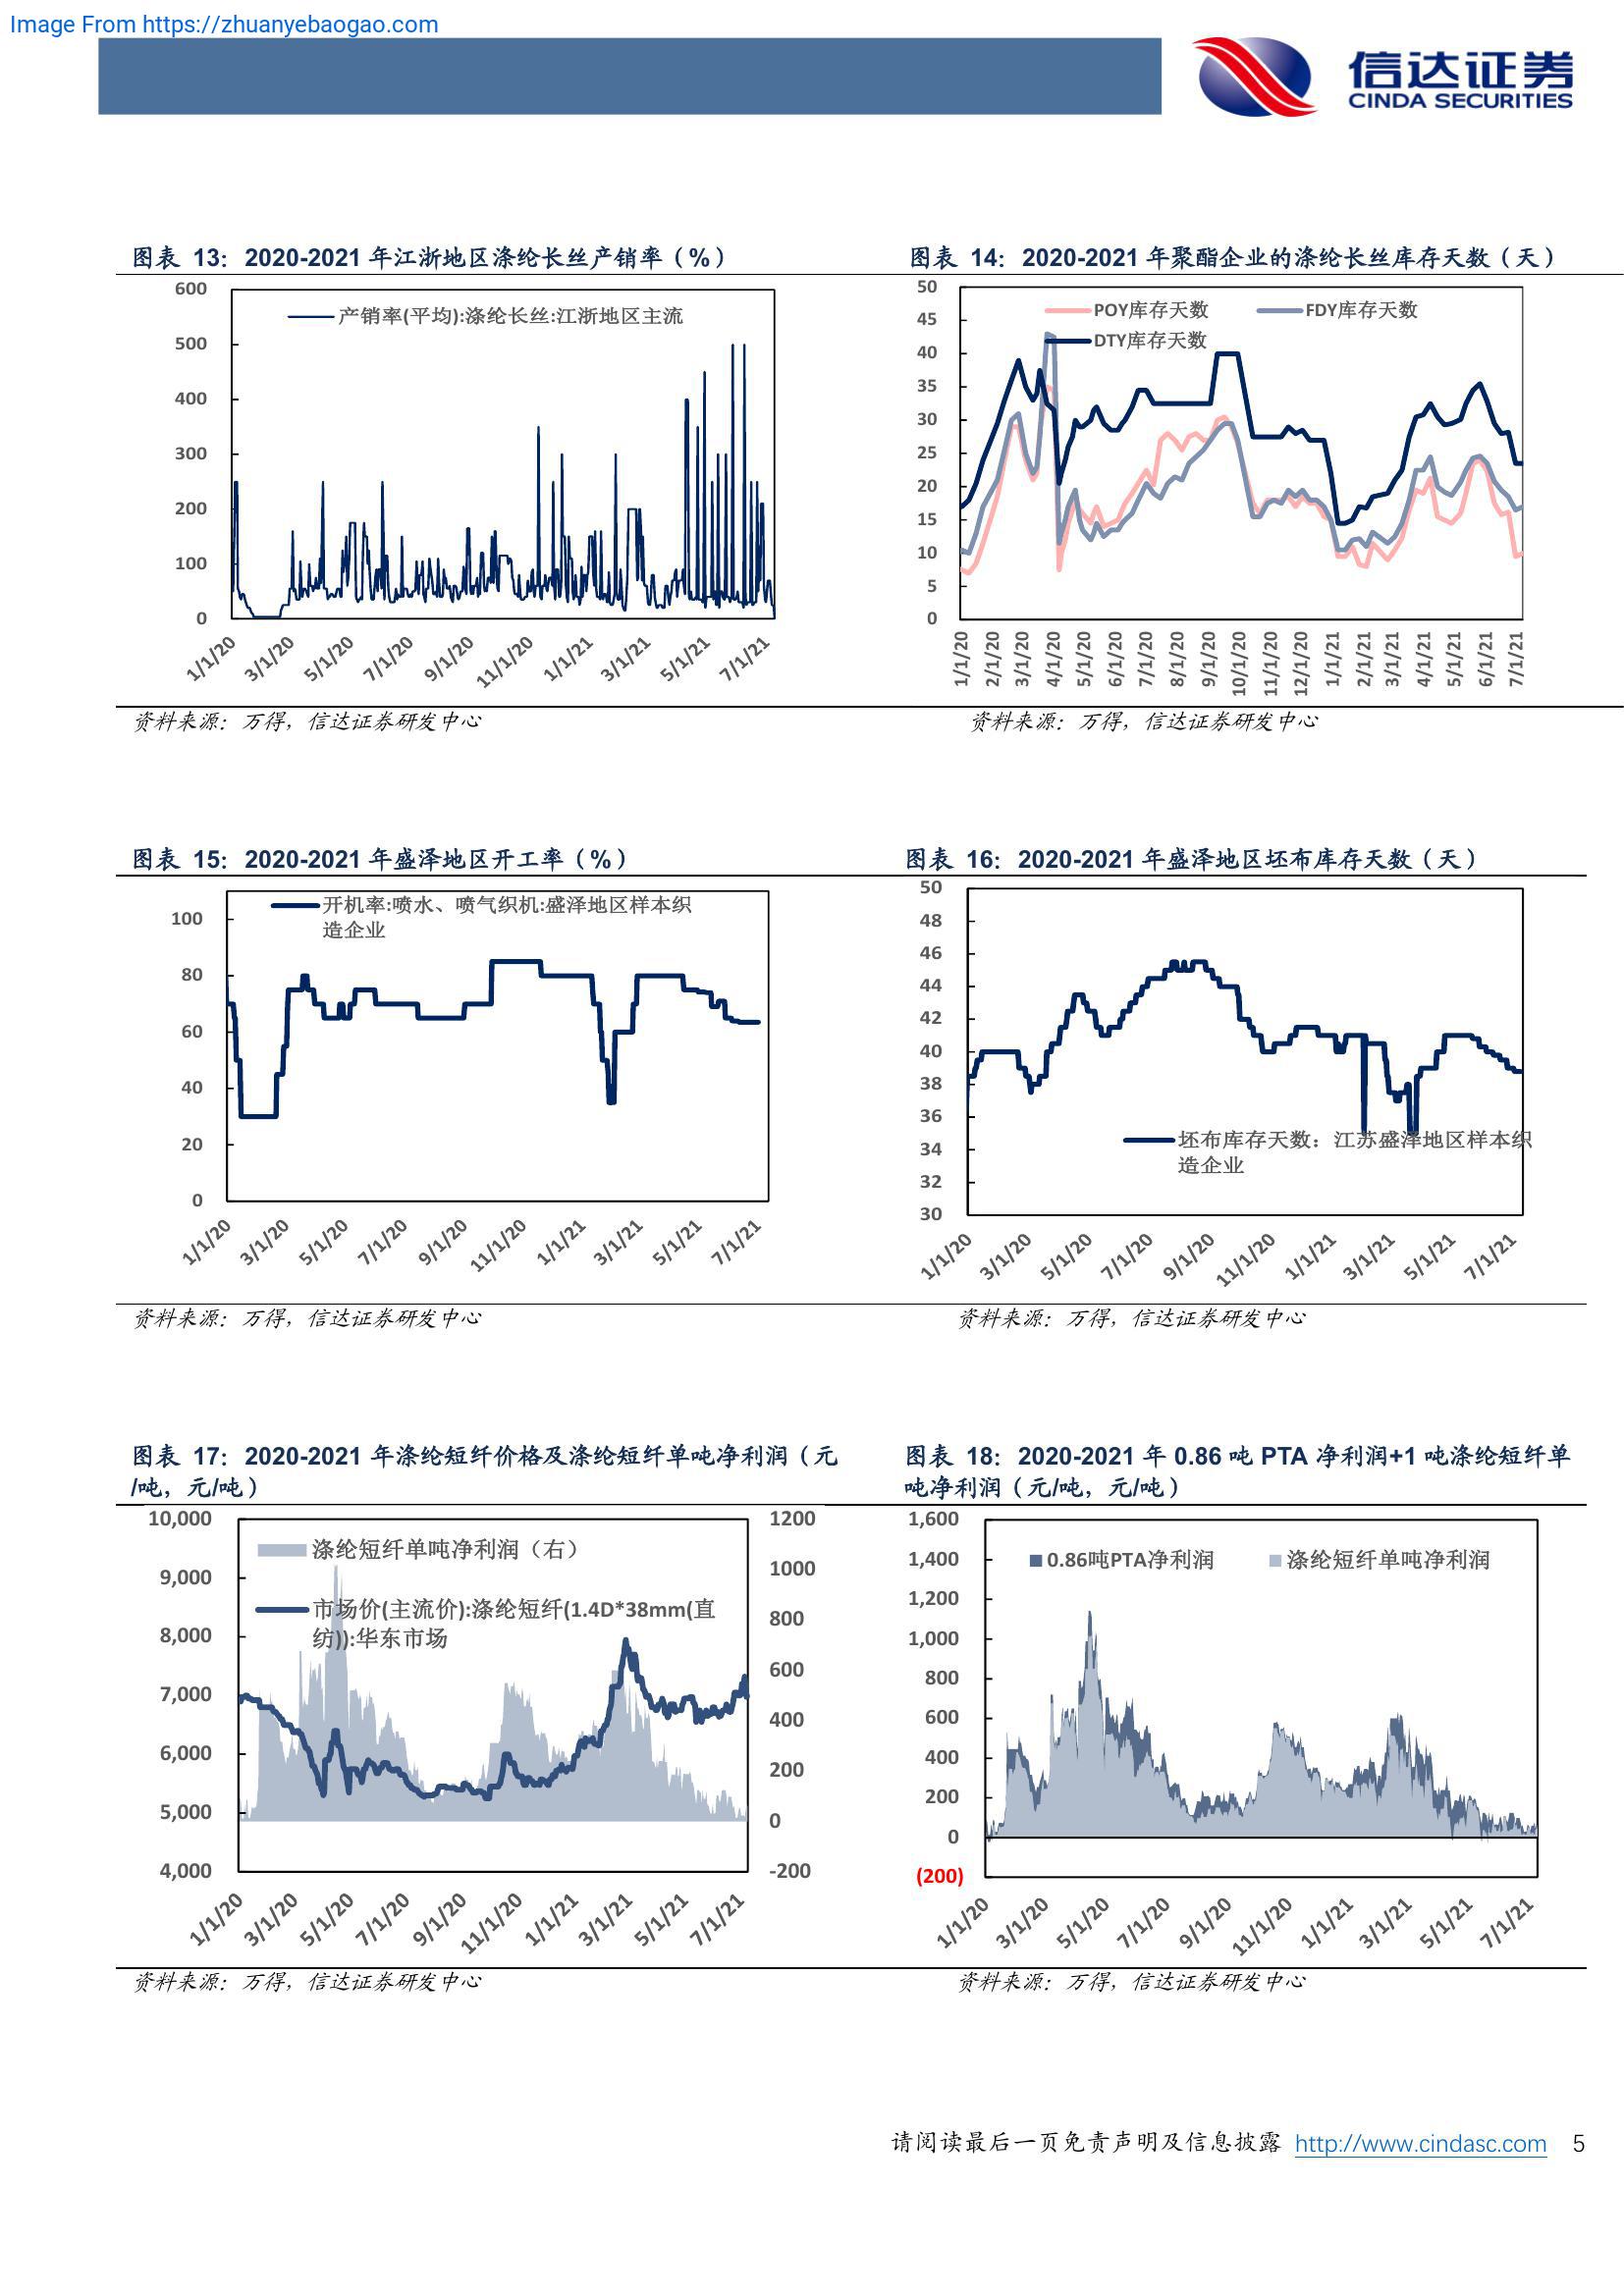 Image From https://zhuanyebaogao.com
信达证券
CINDA SECURITIES
图表 13：2020-2021 年江浙地区涤纶长丝产销率（%）
600
500
400
300
200
100
0
产销率(平均):涤纶长丝:江浙地区主流
1/1/20 3/1/20 5/1/20 7/1/20 9/1/20 11/1/20 1/1/21 3/1/21 5/1/21 7/1/21
资料来源：万得，信达证券研发中心
图表 14：2020-2021 年聚酯企业的涤纶长丝库存天数（天）
50
45
40
35
30
25
20
15
10
5
0
POY库存天数 FDY库存天数
DTY库存天数
1/1/20 2/1/20 3/1/20 4/1/20 5/1/20 6/1/20 7/1/20 8/1/20 9/1/20 10/1/20 11/1/20 12/1/20 1/1/21 2/1/21 3/1/21 4/1/21 5/1/21 6/1/21 7/1/21
资料来源：万得，信达证券研发中心
图表 15：2020-2021 年盛泽地区开工率（%）
100
80
60
40
20
0
开机率:喷水、喷气织机:盛泽地区样本织
造企业
1/1/20 3/1/20 5/1/20 7/1/20 9/1/20 11/1/20 1/1/21 3/1/21 5/1/21 7/1/21
资料来源：万得，信达证券研发中心
图表 16：2020-2021 年盛泽地区坯布库存天数（天）
50
48
46
44
42
40
38
36
34
32
30
坯布库存天数：江苏盛泽地区样本织
造企业
1/1/20 3/1/20 5/1/20 7/1/20 9/1/20 11/1/20 1/1/21 3/1/21 5/1/21 7/1/21
资料来源：万得，信达证券研发中心
图表 17：2020-2021 年涤纶短纤价格及涤纶短纤单吨净利润（元
/吨，元/吨）
10,000
9,000
8,000
7,000
6,000
5,000
4,000
涤纶短纤单吨净利润（右）
市场价(主流价):涤纶短纤(1.4D*38mm(直
纺)):华东市场
1200
1000
800
600
400
200
0
-200
1/1/20 3/1/20 5/1/20 7/1/20 9/1/20 11/1/20 1/1/21 3/1/21 5/1/21 7/1/21
资料来源：万得，信达证券研发中心
图表 18：2020-2021 年 0.86 吨 PTA 净利润+1 吨涤纶短纤单
吨净利润（元/吨，元/吨）
1,600
1,400
1,200
1,000
800
600
400
200
0
(200)
0.86吨PTA净利润 涤纶短纤单吨净利润
1/1/20 3/1/20 5/1/20 7/1/20 9/1/20 11/1/20 1/1/21 3/1/21 5/1/21 7/1/21
资料来源：万得，信达证券研发中心
请阅读最后一页免责声明及信息披露 http://www.cindasc.com 5